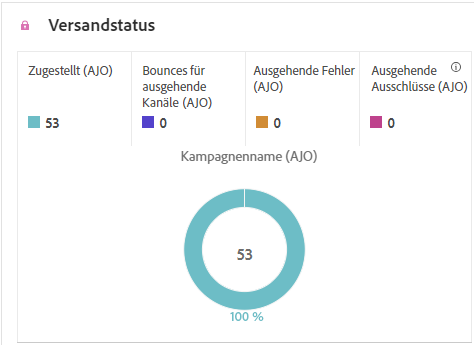 Versandstatus
Zugestellt (AJO)
53
Bounces für
ausgehende
Kanäle (AJO)
0
Ausgehende Fehler
(AJO)
0
Ausgehende
Ausschlüsse (AJO)
0
Kampagnenname (AJO)
53
100 %